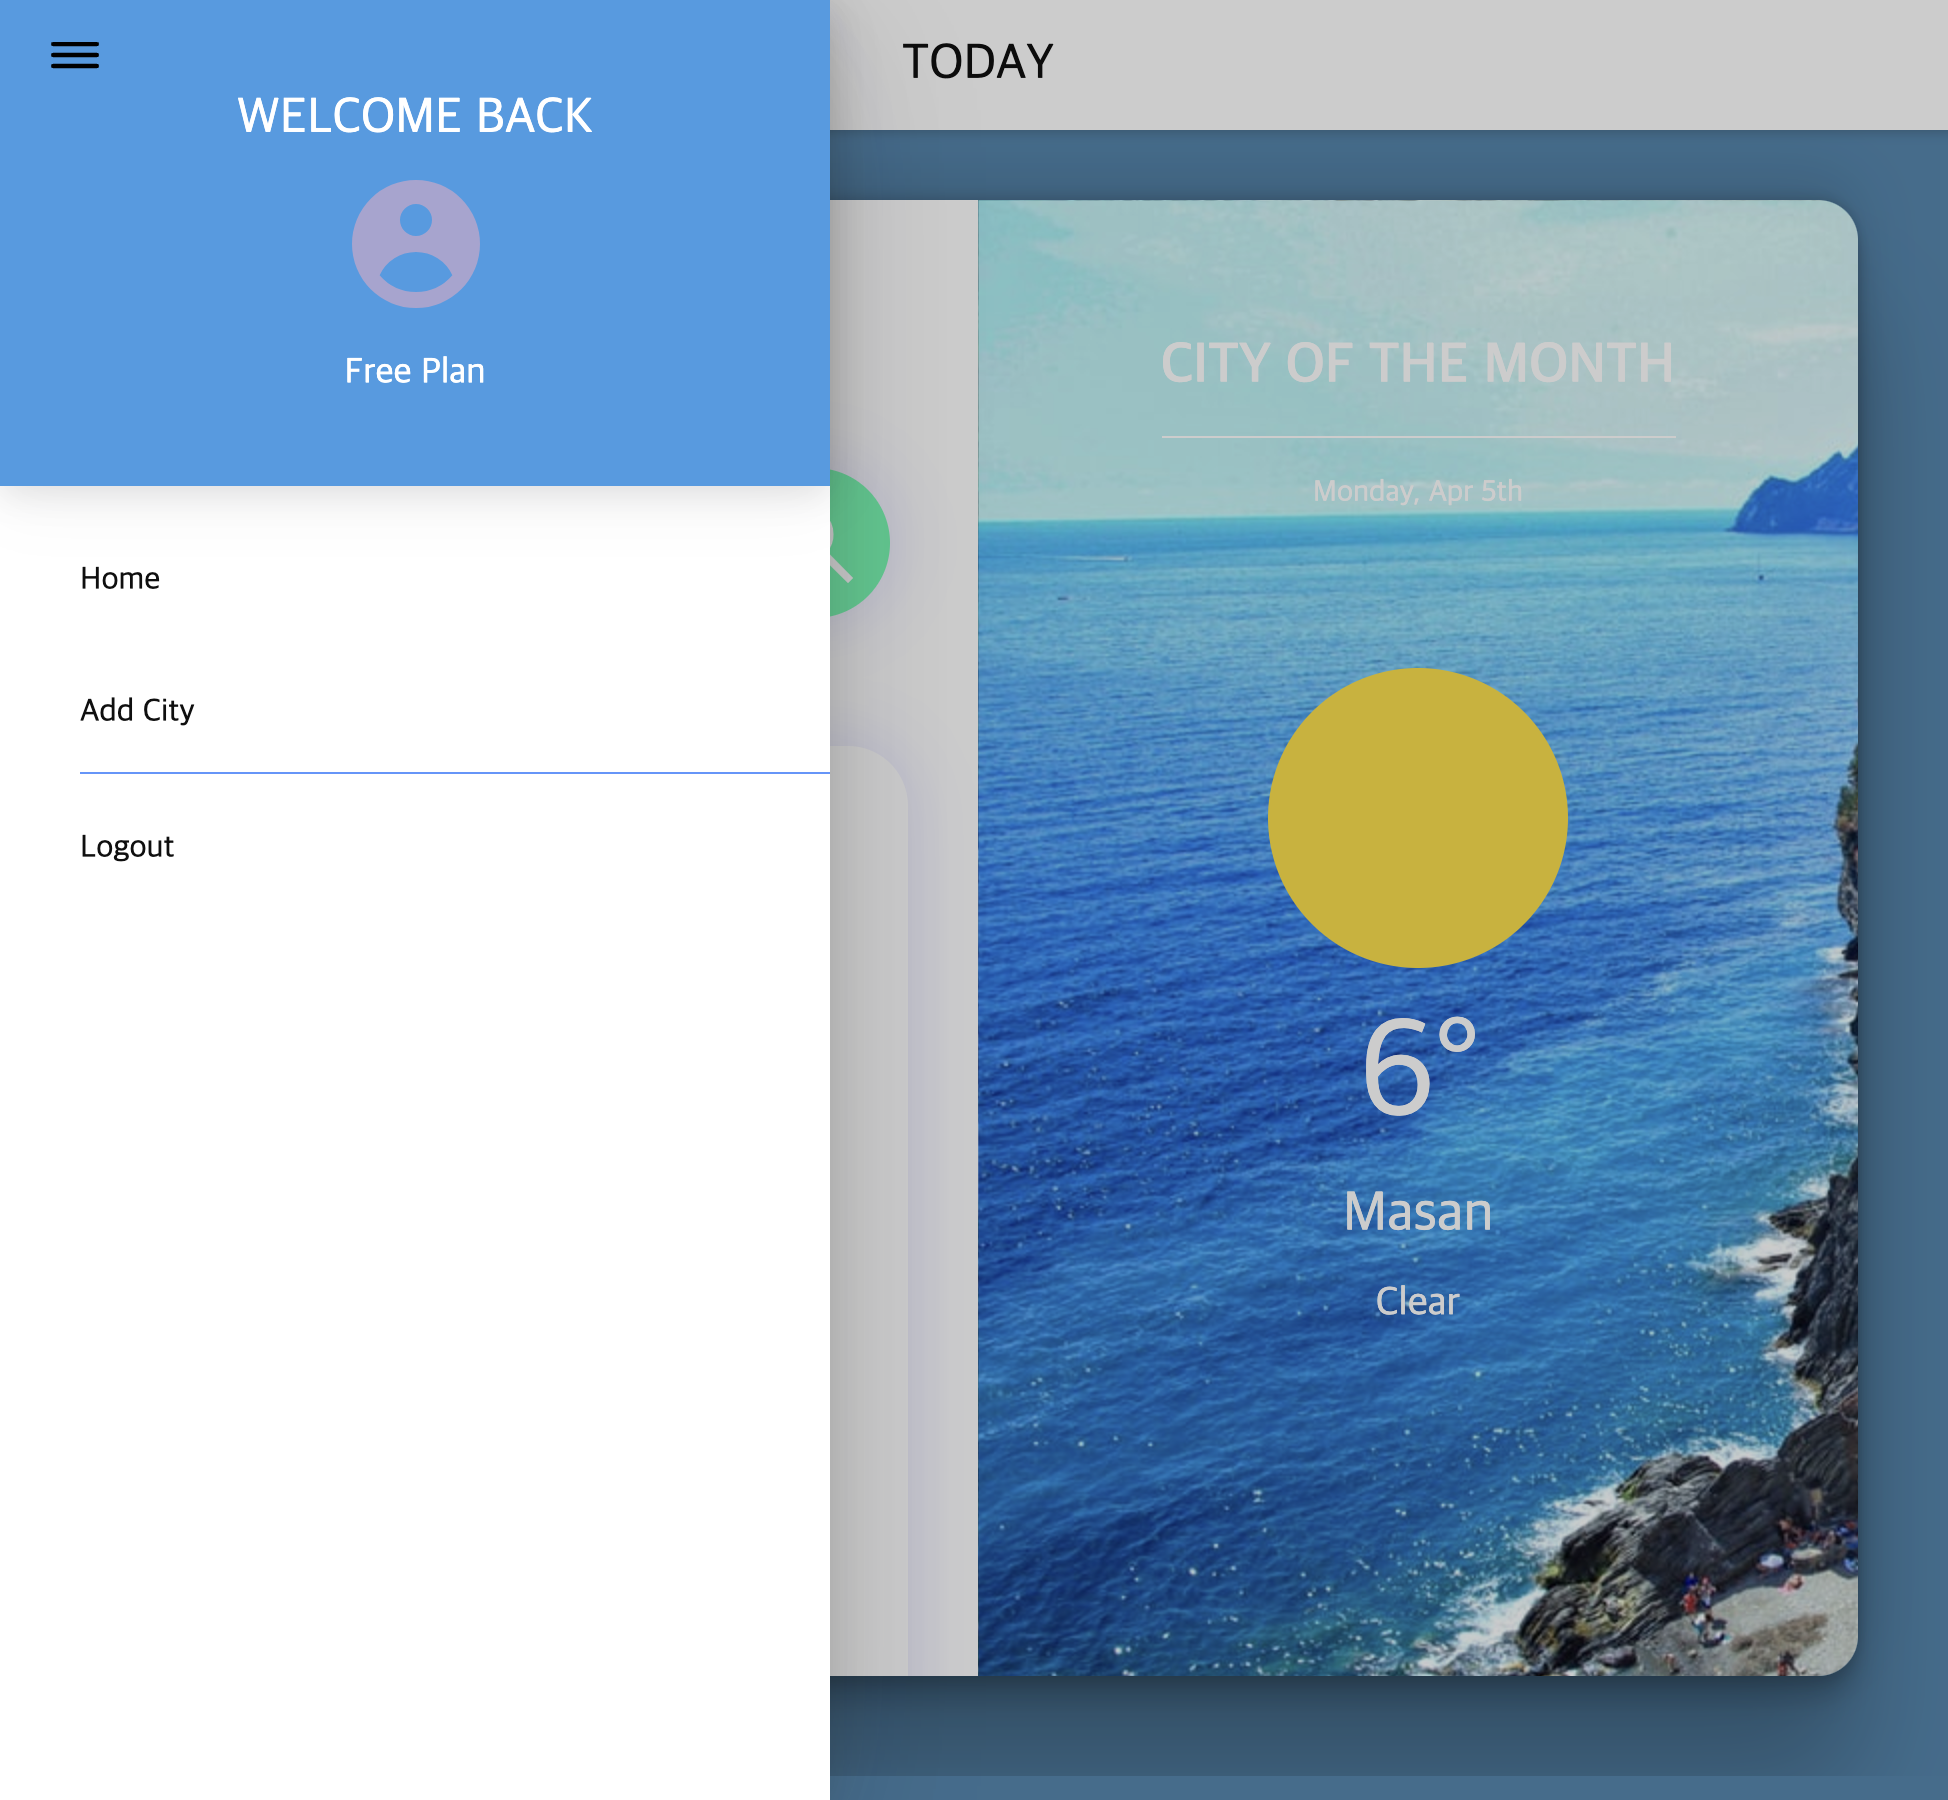 TODAY
WELCOME BACK
Free Plan
Home
Add City
Logout
CITY OF THE MONTH
Monday, Apr 5th
6°
Masan
Clear